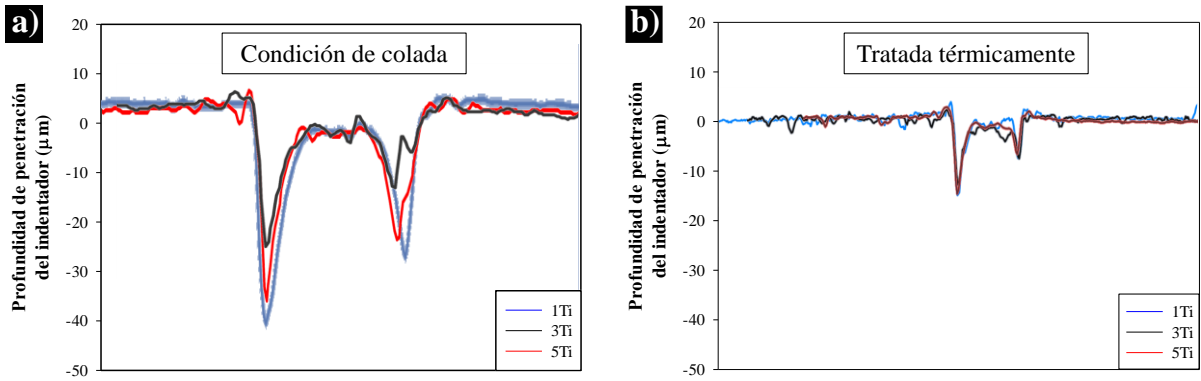 a)
Condición de colada
Profundidad de penetración
del indentador (µm)
20
10
0
-10
-20
-30
-40
-50
1Ti
3Ti
5Ti
b)
Tratada térmicamente
Profundidad de penetración
del indentador (µm)
20
10
0
-10
-20
-30
-40
-50
1Ti
3Ti
5Ti